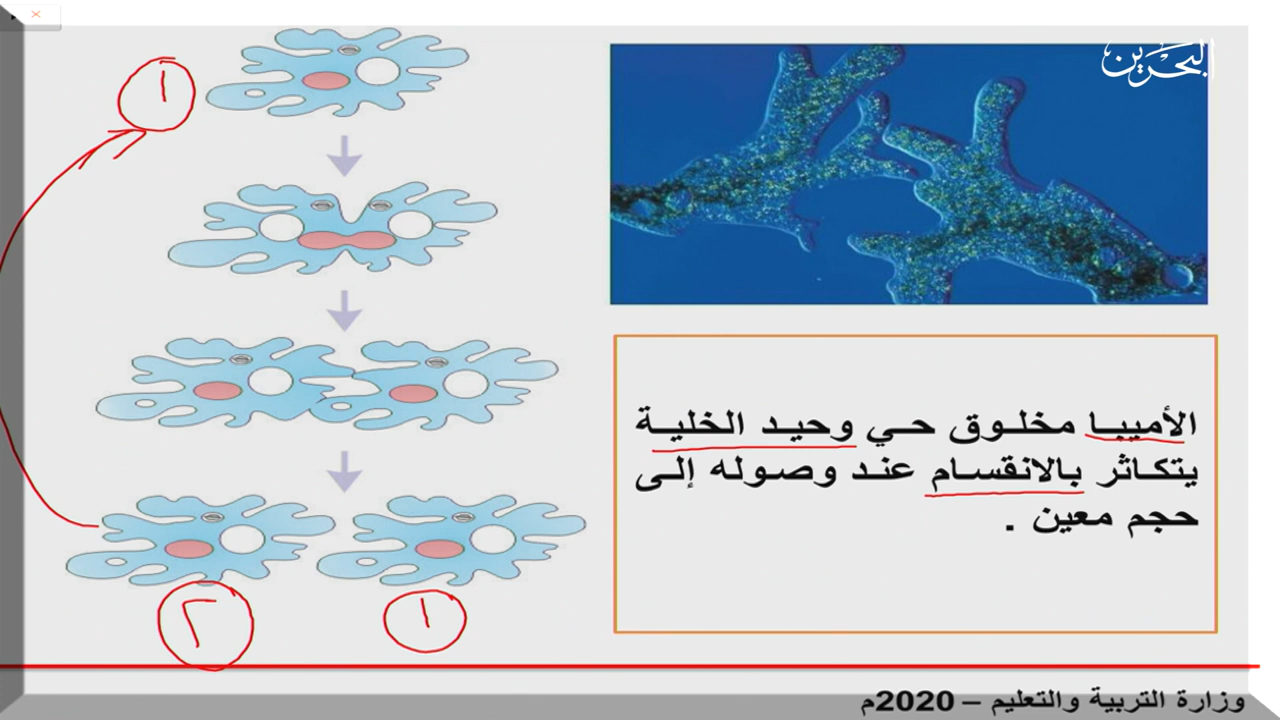 البحرين
١
الأميبا مخلوق حي وحيد الخلية
يتكاثر بالانقسام عند وصوله إلى
حجم معين .
٢
١
وزارة التربية والتعليم – 2020م